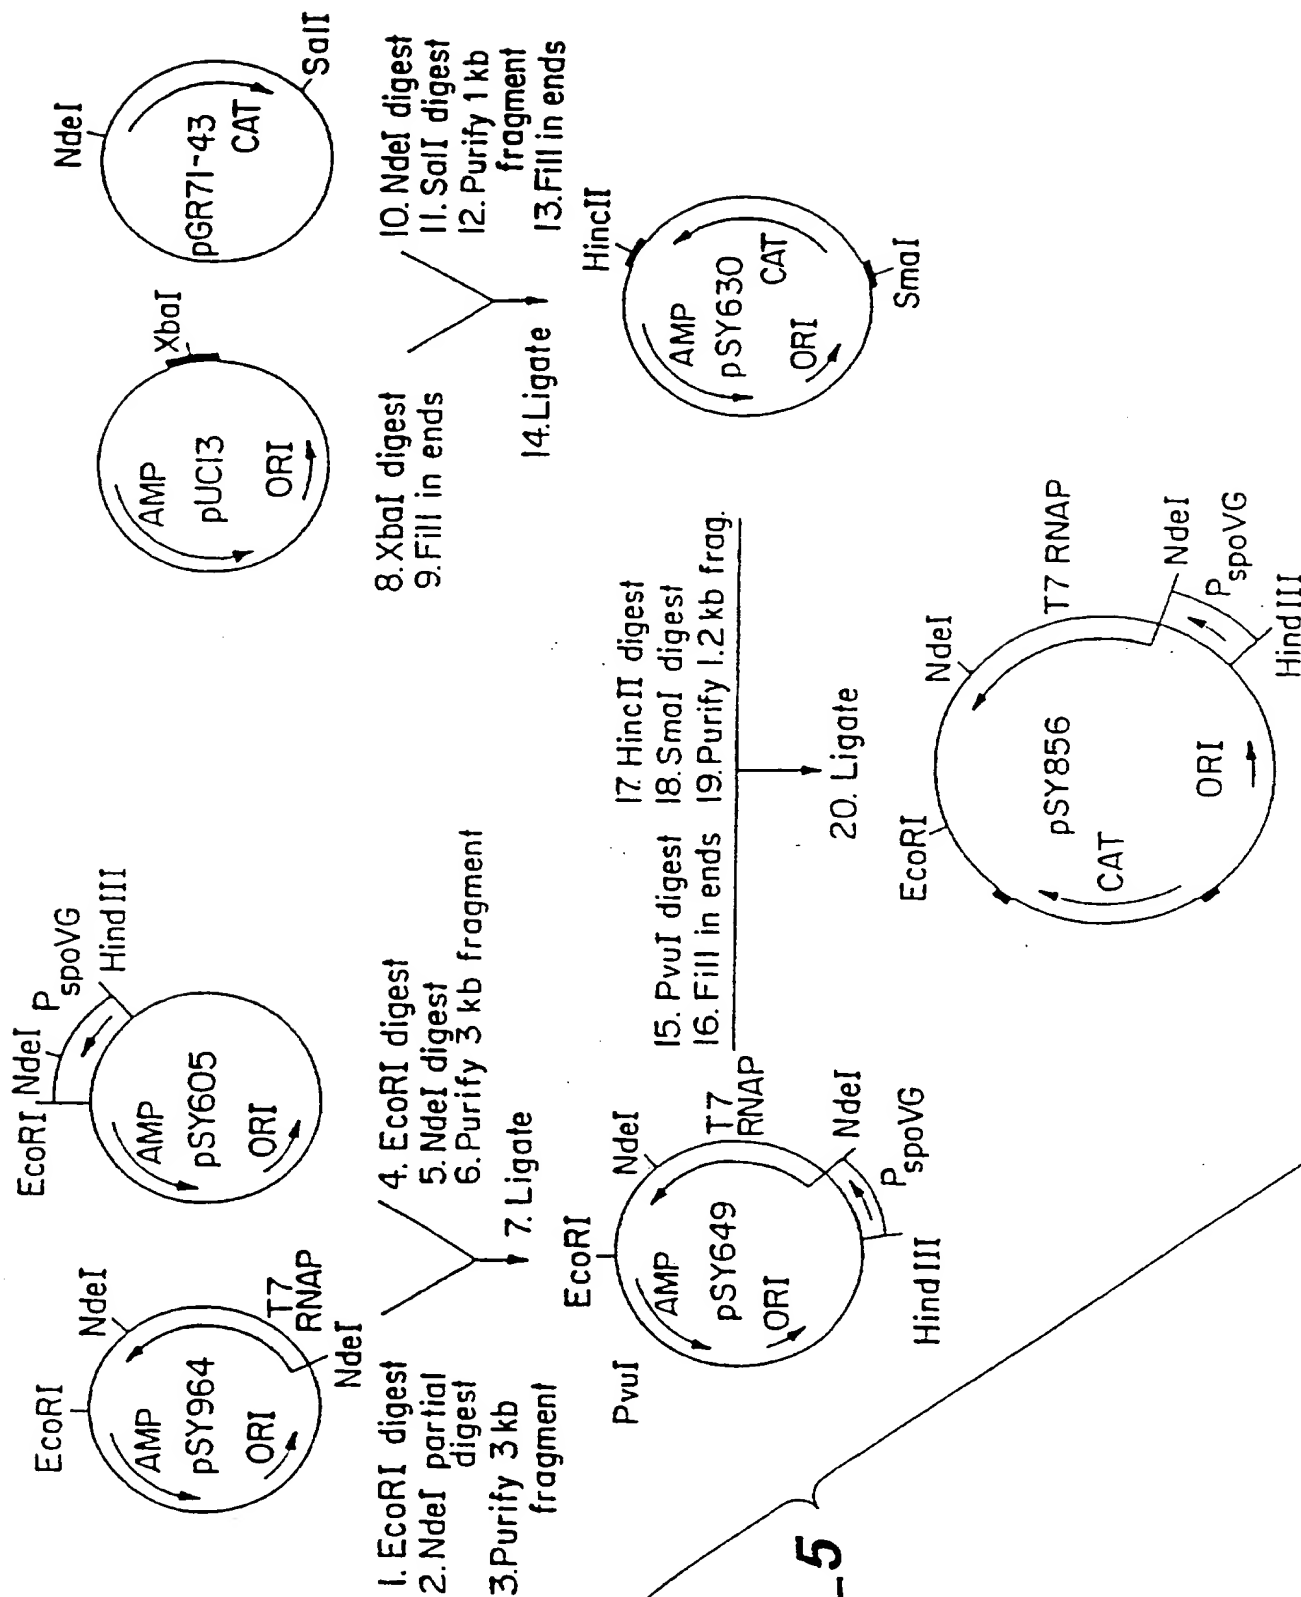 EcoRI
NdeI
AMP
pSY964
ORI
T7
RNAP
NdeI
EcoRI
NdeI
P spoVG
HindIII
AMP
pSY605
ORI
1. EcoRI digest
2. NdeI partial
digest
3. Purify 3 kb
fragment
4. EcoRI digest
5. NdeI digest
6. Purify 3 kb fragment
7. Ligate
XbaI
AMP
pUC13
ORI
NdeI
pGR71-43
CAT
SalI
8. XbaI digest
9. Fill in ends
10. NdeI digest
11. SalI digest
12. Purify 1 kb
fragment
13. Fill in ends
14. Ligate
PvuI
EcoRI
NdeI
AMP
pSY649
ORI
T7
RNAP
NdeI
P spoVG
HindIII
HincII
AMP
pSY630
CAT
ORI
SmaI
15. PvuI digest
16. Fill in ends
17. HincII digest
18. SmaI digest
19. Purify 1.2 kb frag.
20. Ligate
EcoRI
NdeI
pSY856
CAT
ORI
T7 RNAP
NdeI
P spoVG
HindIII
_5